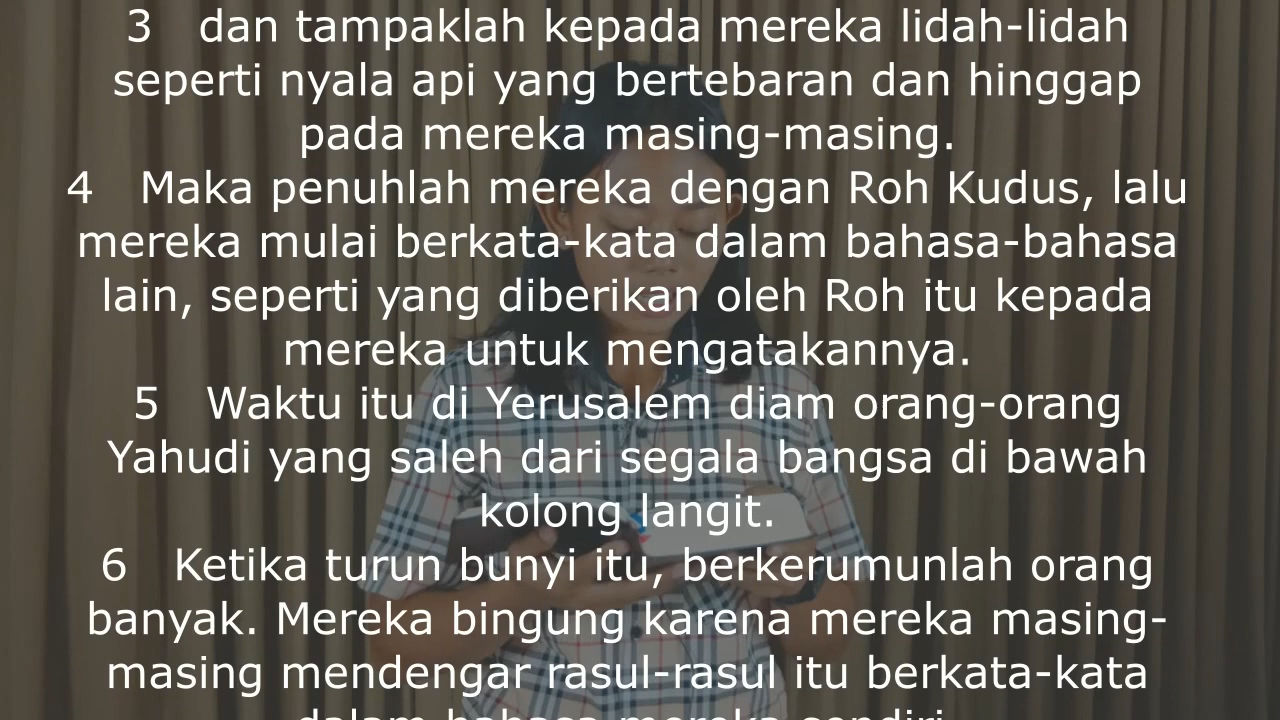 3 dan tampaklah kepada mereka lidah-lidah
seperti nyala api yang bertebaran dan hinggap
pada mereka masing-masing.
4 Maka penuhlah mereka dengan Roh Kudus, lalu
mereka mulai berkata-kata dalam bahasa-bahasa
lain, seperti yang diberikan oleh Roh itu kepada
mereka untuk mengatakannya.
5 Waktu itu di Yerusalem diam orang-orang
Yahudi yang saleh dari segala bangsa di bawah
kolong langit.
6 Ketika turun bunyi itu, berkerumunlah orang
banyak. Mereka bingung karena mereka masing-
masing mendengar rasul-rasul itu berkata-kata
dalam bahasa mereka sendiri